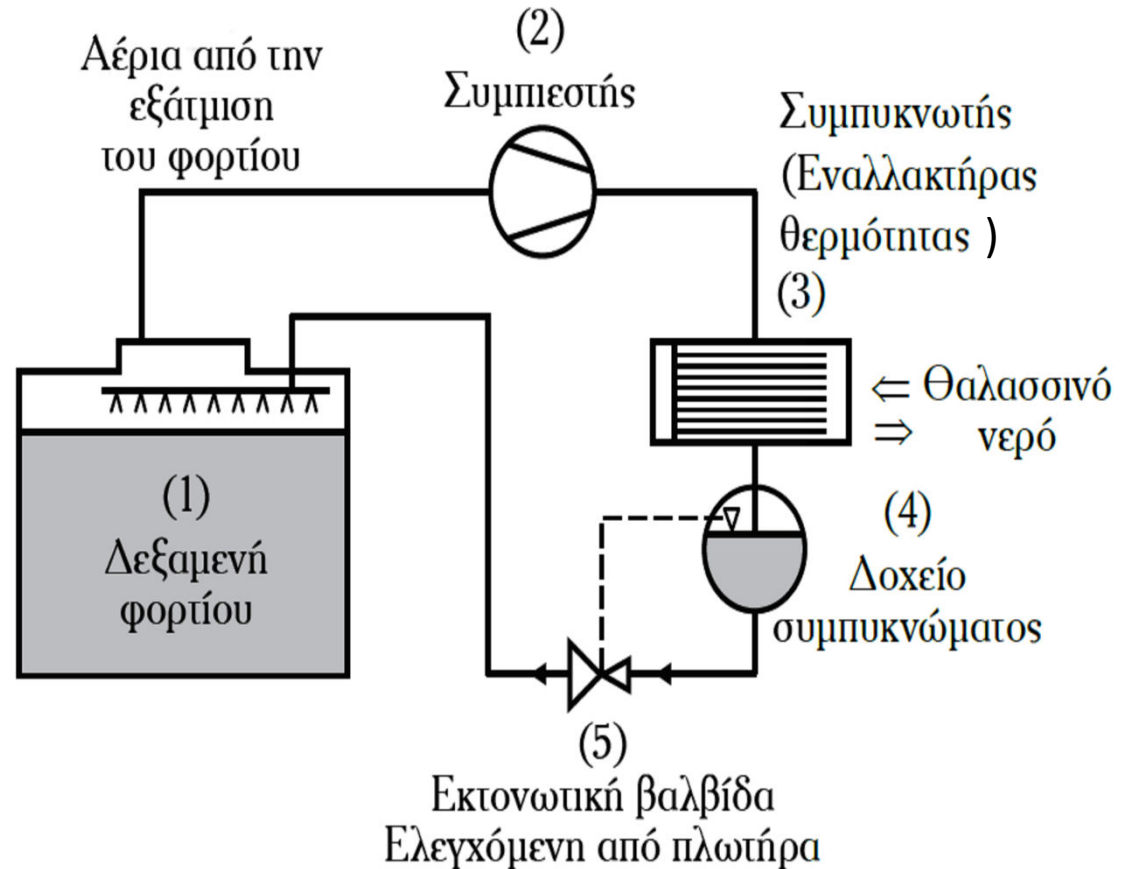 Αέρια από την
εξάτμιση
του φορτίου
(2)
Συμπιεστής
Συμπυκνωτής
(Εναλλακτήρας
θερμότητας )
(3)
⇐ Θαλασσινό
⇒ νερό
(1)
Δεξαμενή
φορτίου
(4)
Δοχείο
συμπυκνώματος
(5)
Εκτονωτική βαλβίδα
Ελεγχόμενη από πλωτήρα